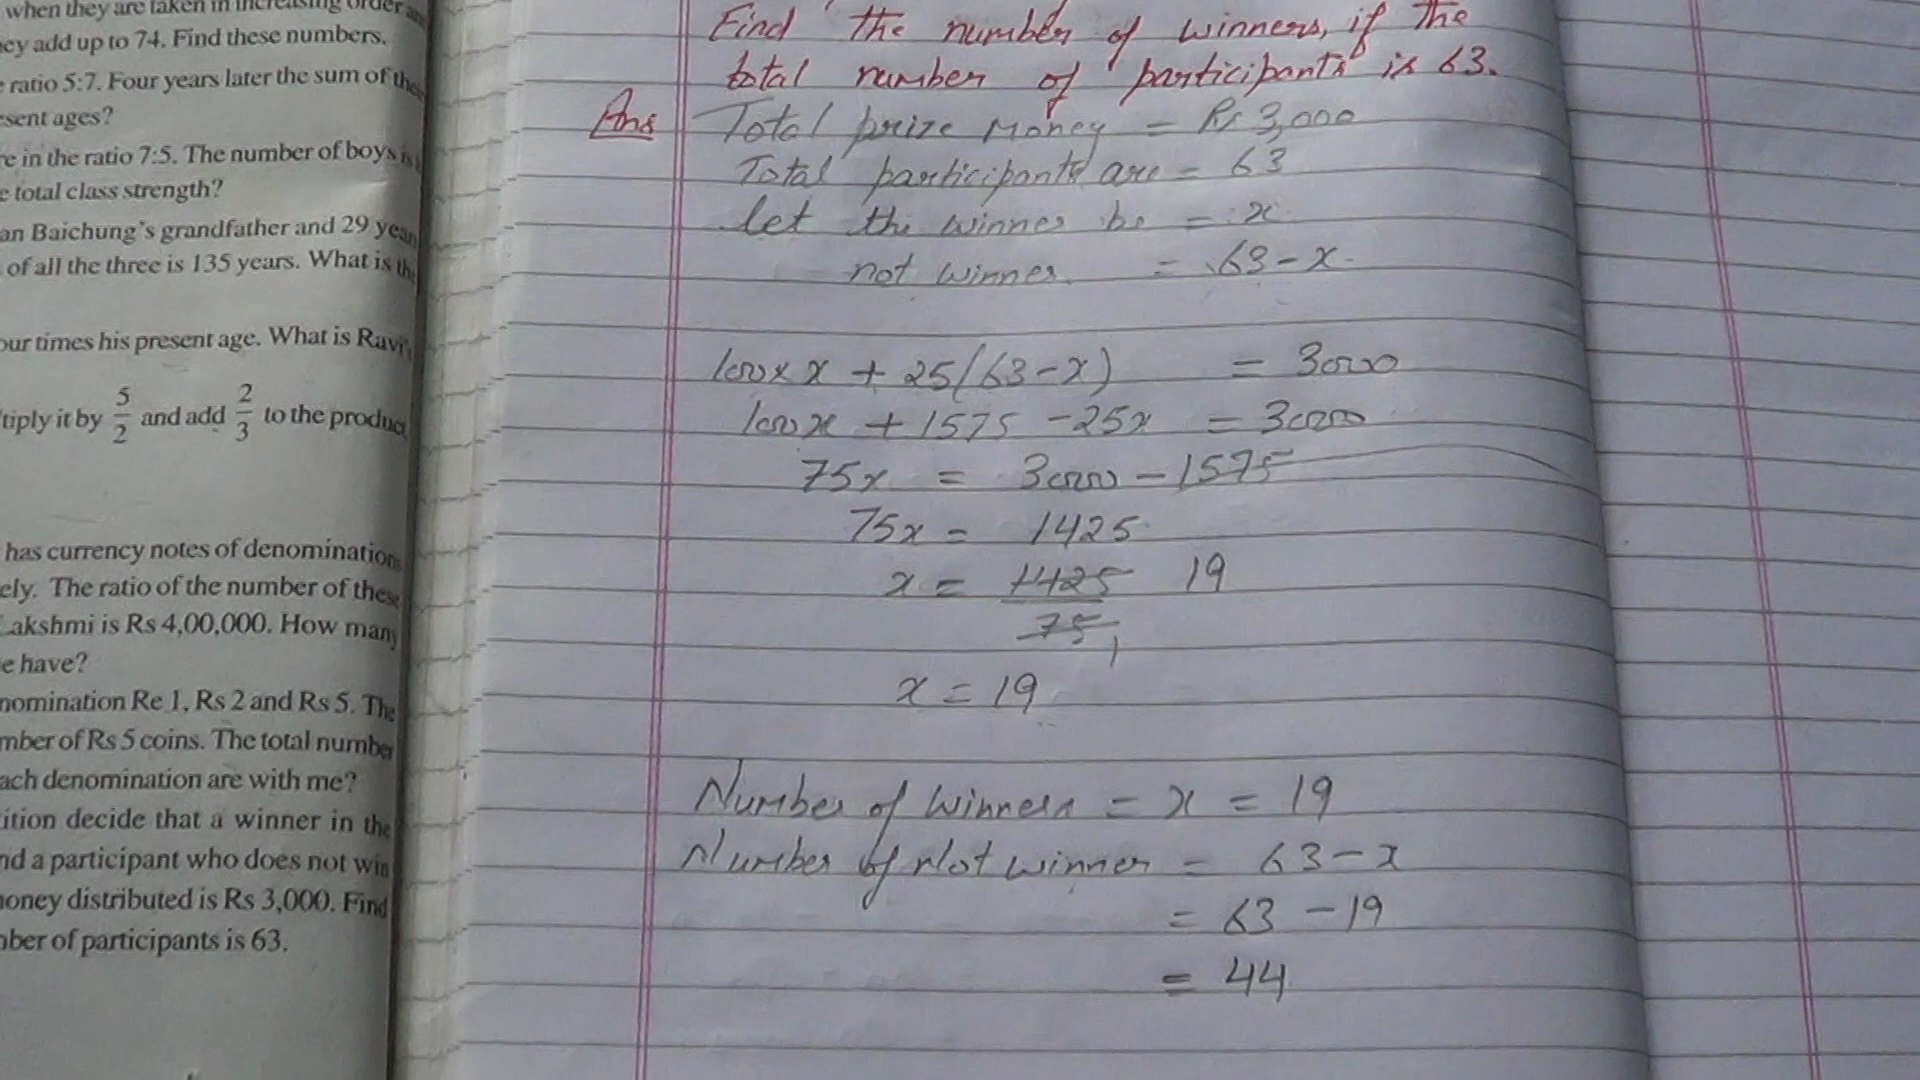 when they are taken in increasing order
ey add up to 74. Find these numbers.
ratio 5:7. Four years later the sum of the
sent ages?
e in the ratio 7:5. The number of boys is
e total class strength?
an Baichung's grandfather and 29 year
of all the three is 135 years. What is the
our times his present age. What is Ravi's
tiply it by 5/2 and add 2/3 to the product
has currency notes of denomination
ely. The ratio of the number of these
akshmi is Rs 4,00,000. How many
e have?
nomination Re 1, Rs 2 and Rs 5. The
mber of Rs 5 coins. The total number
ach denomination are with me?
ition decide that a winner in the
nd a participant who does not win
oney distributed is Rs 3,000. Find
ber of participants is 63.
Find the number of winners, if the
total number of participants is 63.
Ans Total prize Money = Rs 3,000
Total participants are = 63
let the winner be = x
not winner = 63 - x
100 × x + 25(63 - x) = 3000
100x + 1575 - 25x = 3000
75x = 3000 - 1575
75x = 1425
x = 1425 19
75 1
x = 19
Number of winners = x = 19
Number of Not winner = 63 - x
= 63 - 19
= 44